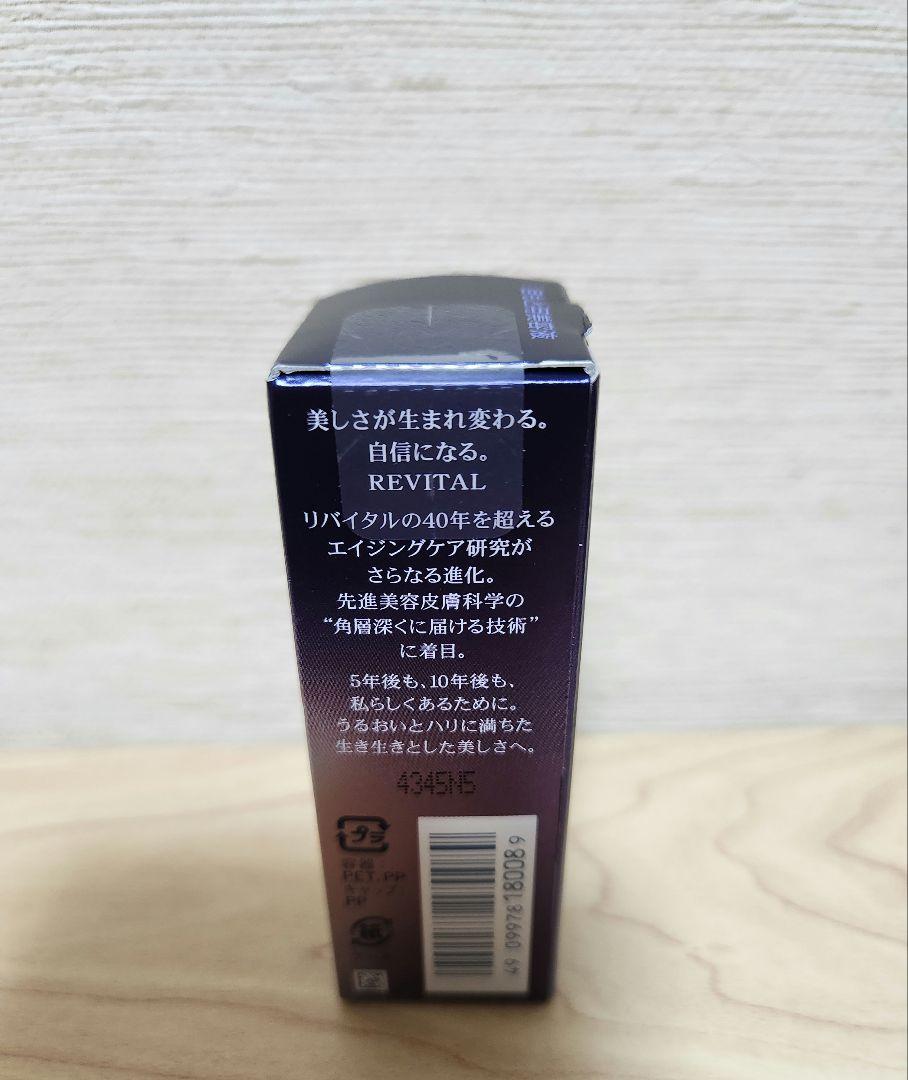 美しさが生まれ変わる。
自信になる。
REVITAL
リバイタルの40年を超える
エイジングケア研究が
さらなる進化。
先進美容皮膚科学の
“角層深くに届ける技術”
に着目。
5年後も、10年後も、
私らしくあるために。
うるおいとハリに満ちた
生き生きとした美しさへ。
4345N5
プラ
容器:
PET,PP
キャップ:
PP
紙
4909978180089